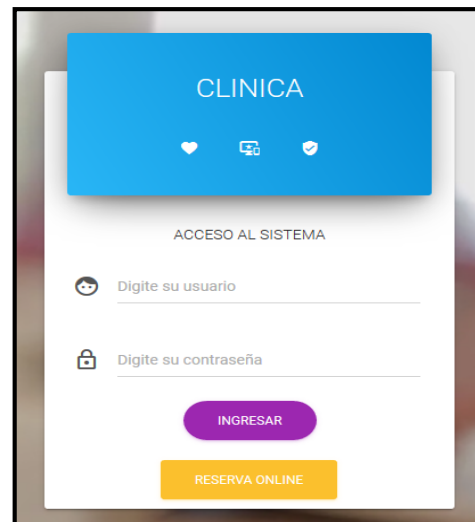 CLINICA
ACCESO AL SISTEMA
Digite su usuario
Digite su contraseña
INGRESAR
RESERVA ONLINE